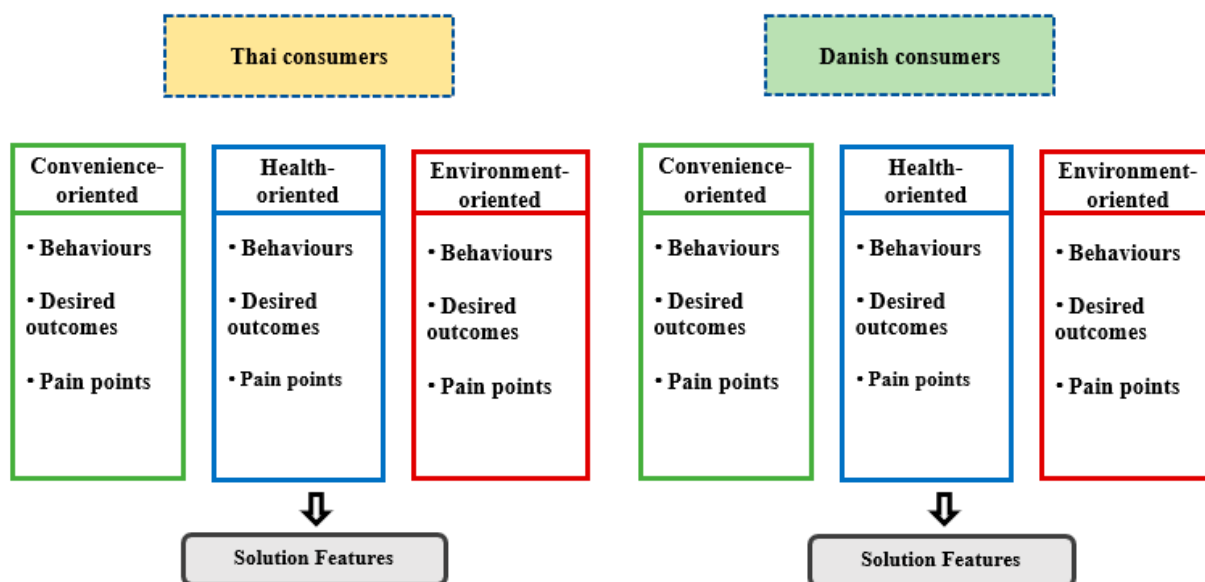 Thai consumers
Danish consumers
Convenience-
oriented
• Behaviours
• Desired
outcomes
• Pain points
Health-
oriented
• Behaviours
• Desired
outcomes
• Pain points
Environment-
oriented
• Behaviours
• Desired
outcomes
• Pain points
Solution Features
Convenience-
oriented
• Behaviours
• Desired
outcomes
• Pain points
Health-
oriented
• Behaviours
• Desired
outcomes
• Pain points
Environment-
oriented
• Behaviours
• Desired
outcomes
• Pain points
Solution Features